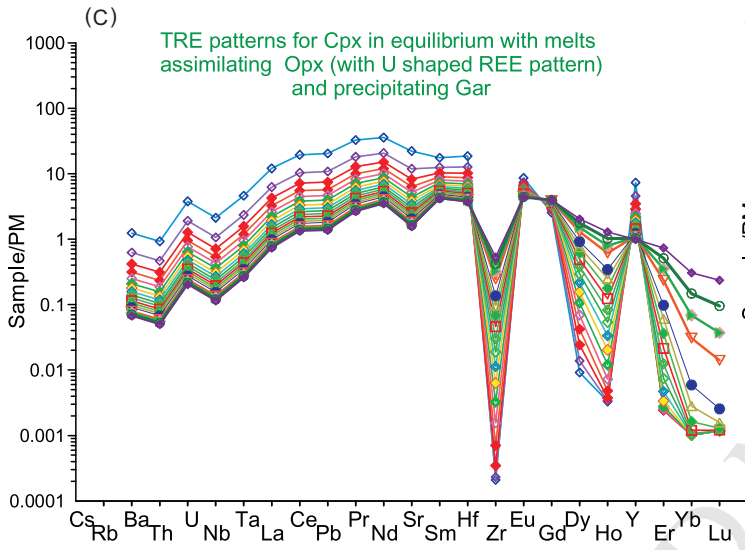 (C)
TRE patterns for Cpx in equilibrium with melts
assimilating Opx (with U shaped REE pattern)
and precipitating Gar
Sample/PM
1000
100
10
1
0.1
0.01
0.001
0.0001
Cs Rb Ba Th U Nb Ta La Ce Pb Pr Nd Sr Sm Hf Zr Eu Gd Dy Ho Y Er Yb Lu